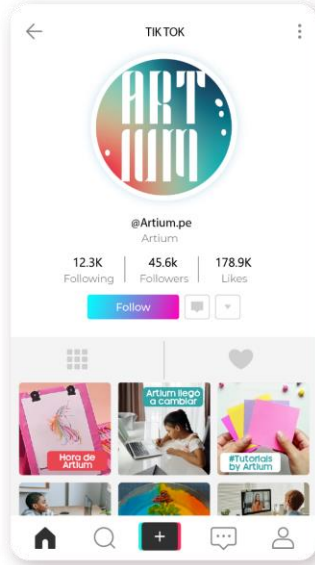 TIK TOK
ART
IUM
@Artium.pe
Artium
12.3K
45.6k
178.9K
Following
Followers
Likes
Follow
Hora de
Artium
Artium llegó
a cambiar
#Tutorials
by Artium